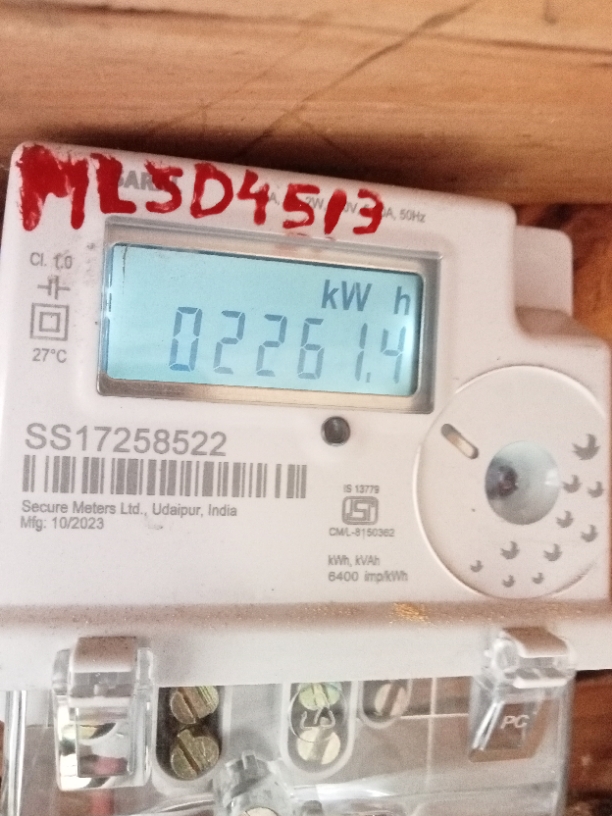 ML5D4513
50Hz
Cl. 1.0
27°C
kW h
02261.4
SS17258522
Secure Meters Ltd., Udaipur, India
Mfg: 10/2023
IS 13779
CM/L-8150362
kWh, kVAh
6400 imp/kWh
PC